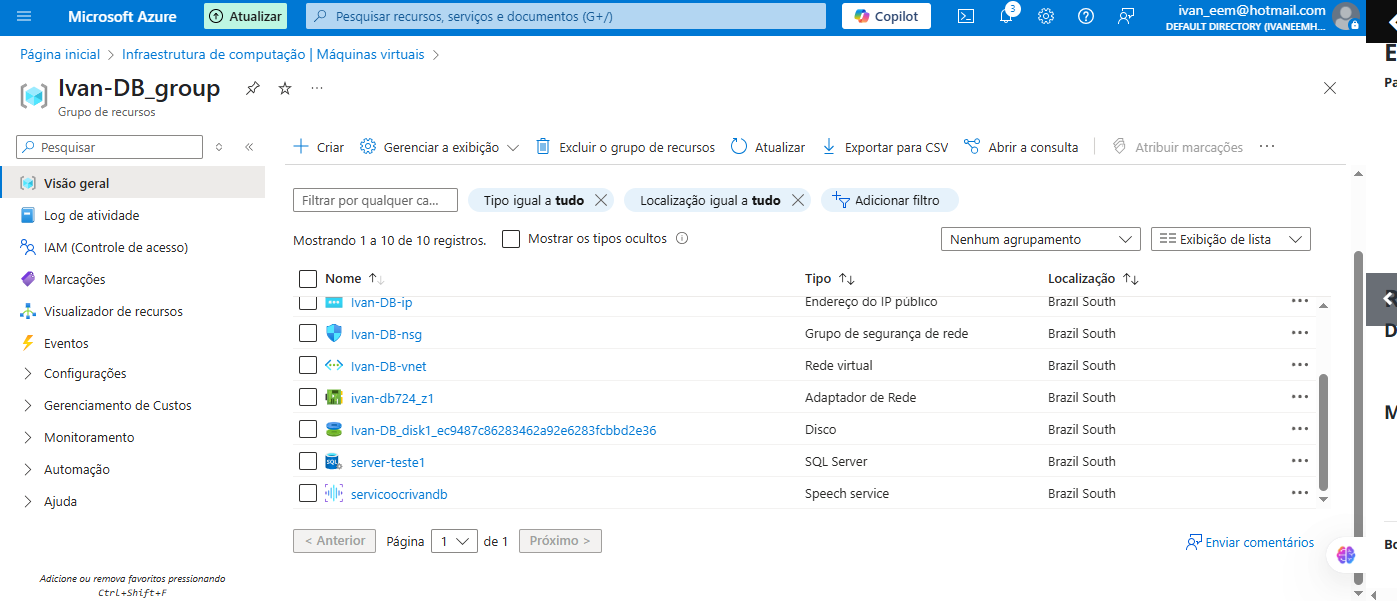 Microsoft Azure
Atualizar
Pesquisar recursos, serviços e documentos (G+/)
Copilot
3
ivan_eem@hotmail.com
DEFAULT DIRECTORY (IVANEEMH...
Página inicial > Infraestrutura de computação | Máquinas virtuais >
Ivan-DB_group
Grupo de recursos
Pesquisar
Criar
Gerenciar a exibição
Excluir o grupo de recursos
Atualizar
Exportar para CSV
Abrir a consulta
Atribuir marcações
Visão geral
Log de atividade
IAM (Controle de acesso)
Marcações
Visualizador de recursos
Eventos
Configurações
Gerenciamento de Custos
Monitoramento
Automação
Ajuda
Adicione ou remova favoritos pressionando
Ctrl+Shift+F
Filtrar por qualquer ca...
Tipo igual a tudo
Localização igual a tudo
Adicionar filtro
Mostrando 1 a 10 de 10 registros.
Mostrar os tipos ocultos
Nenhum agrupamento
Exibição de lista
Nome Tipo Localização
Ivan-DB-ip Endereço do IP público Brazil South
Ivan-DB-nsg Grupo de segurança de rede Brazil South
Ivan-DB-vnet Rede virtual Brazil South
ivan-db724_z1 Adaptador de Rede Brazil South
Ivan-DB_disk1_ec9487c86283462a92e6283fcbbd2e36 Disco Brazil South
server-teste1 SQL Server Brazil South
servicoocrivandb Speech service Brazil South
< Anterior Página 1 de 1 Próximo >
Enviar comentários